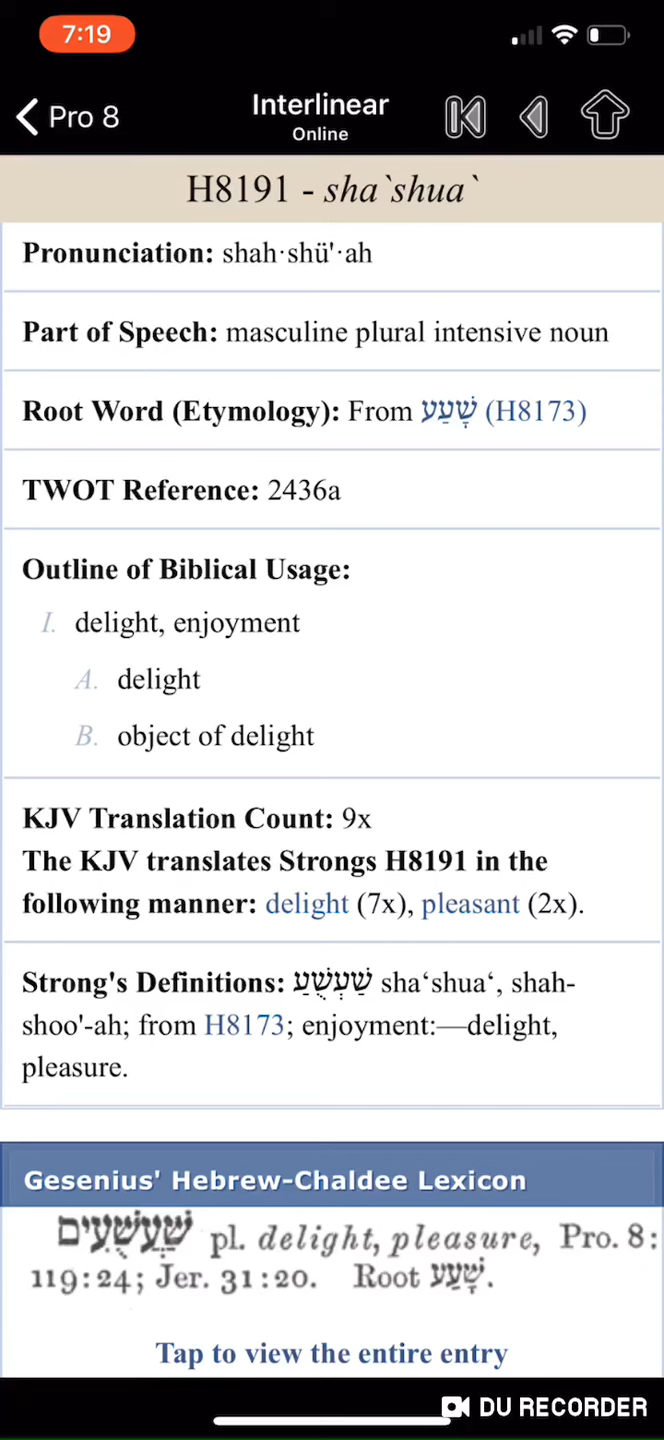 7:19
Pro 8
Interlinear
Online
H8191 - sha`shua`
Pronunciation: shah·shü'·ah
Part of Speech: masculine plural intensive noun
Root Word (Etymology): From שָׁעַע (H8173)
TWOT Reference: 2436a
Outline of Biblical Usage:
I. delight, enjoyment
A. delight
B. object of delight
KJV Translation Count: 9x
The KJV translates Strongs H8191 in the
following manner: delight (7x), pleasant (2x).
Strong's Definitions: שַׁעְשֻׁעַ shaʻshuaʻ, shah-
shoo'-ah; from H8173; enjoyment:—delight,
pleasure.
Gesenius' Hebrew-Chaldee Lexicon
שַׁעֲשֻׁעִים pl. delight, pleasure, Pro. 8:
119:24; Jer. 31:20. Root שָׁעַע.
Tap to view the entire entry
DU RECORDER